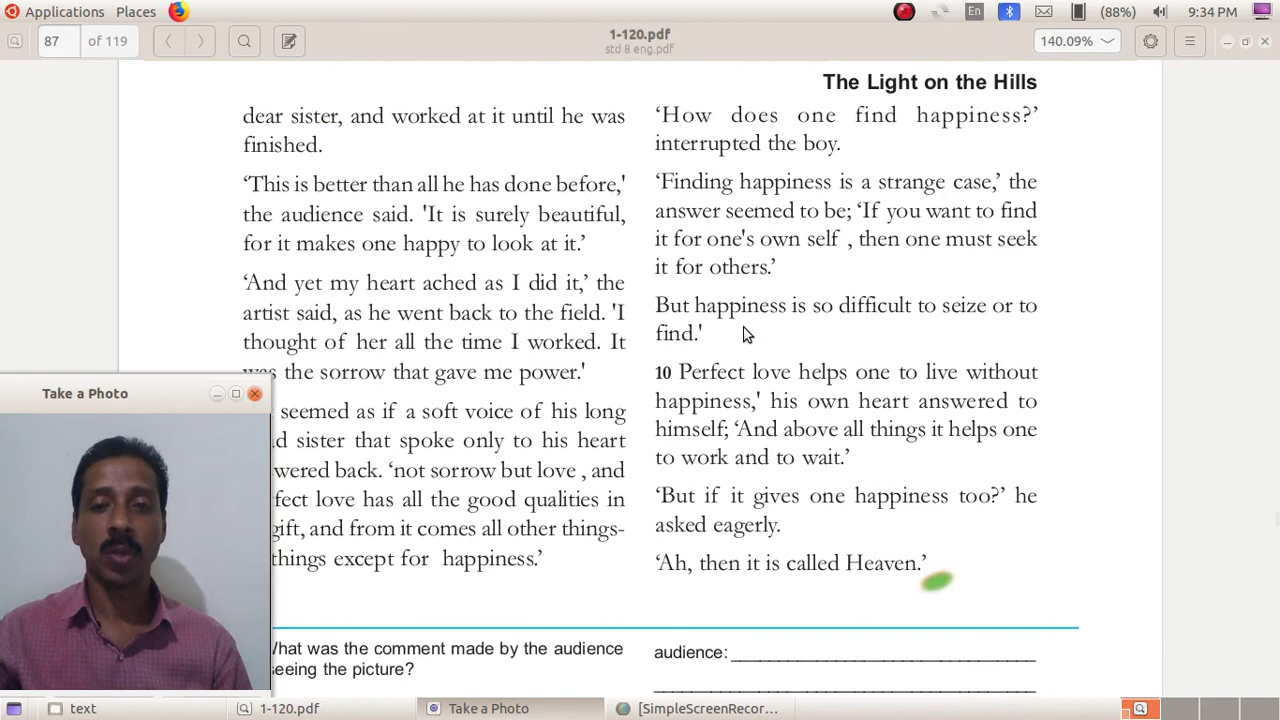 Applications Places En (88%) 9:34 PM
87 of 119
1-120.pdf
std 8 eng.pdf
140.09%
The Light on the Hills
dear sister, and worked at it until he was
finished.
‘This is better than all he has done before,'
the audience said. 'It is surely beautiful,
for it makes one happy to look at it.’
‘And yet my heart ached as I did it,’ the
artist said, as he went back to the field. 'I
thought of her all the time I worked. It
was the sorrow that gave me power.'
seemed as if a soft voice of his long
sister that spoke only to his heart
back. ‘not sorrow but love , and
love has all the good qualities in
gift, and from it comes all other things-
things except for happiness.’
‘How does one find happiness?’
interrupted the boy.
‘Finding happiness is a strange case,’ the
answer seemed to be; ‘If you want to find
it for one's own self , then one must seek
it for others.’
But happiness is so difficult to seize or to
find.'
10 Perfect love helps one to live without
happiness,' his own heart answered to
himself; ‘And above all things it helps one
to work and to wait.’
‘But if it gives one happiness too?’ he
asked eagerly.
‘Ah, then it is called Heaven.’
What was the comment made by the audience
seeing the picture?
audience:
Take a Photo
text 1-120.pdf Take a Photo [SimpleScreenRecor...